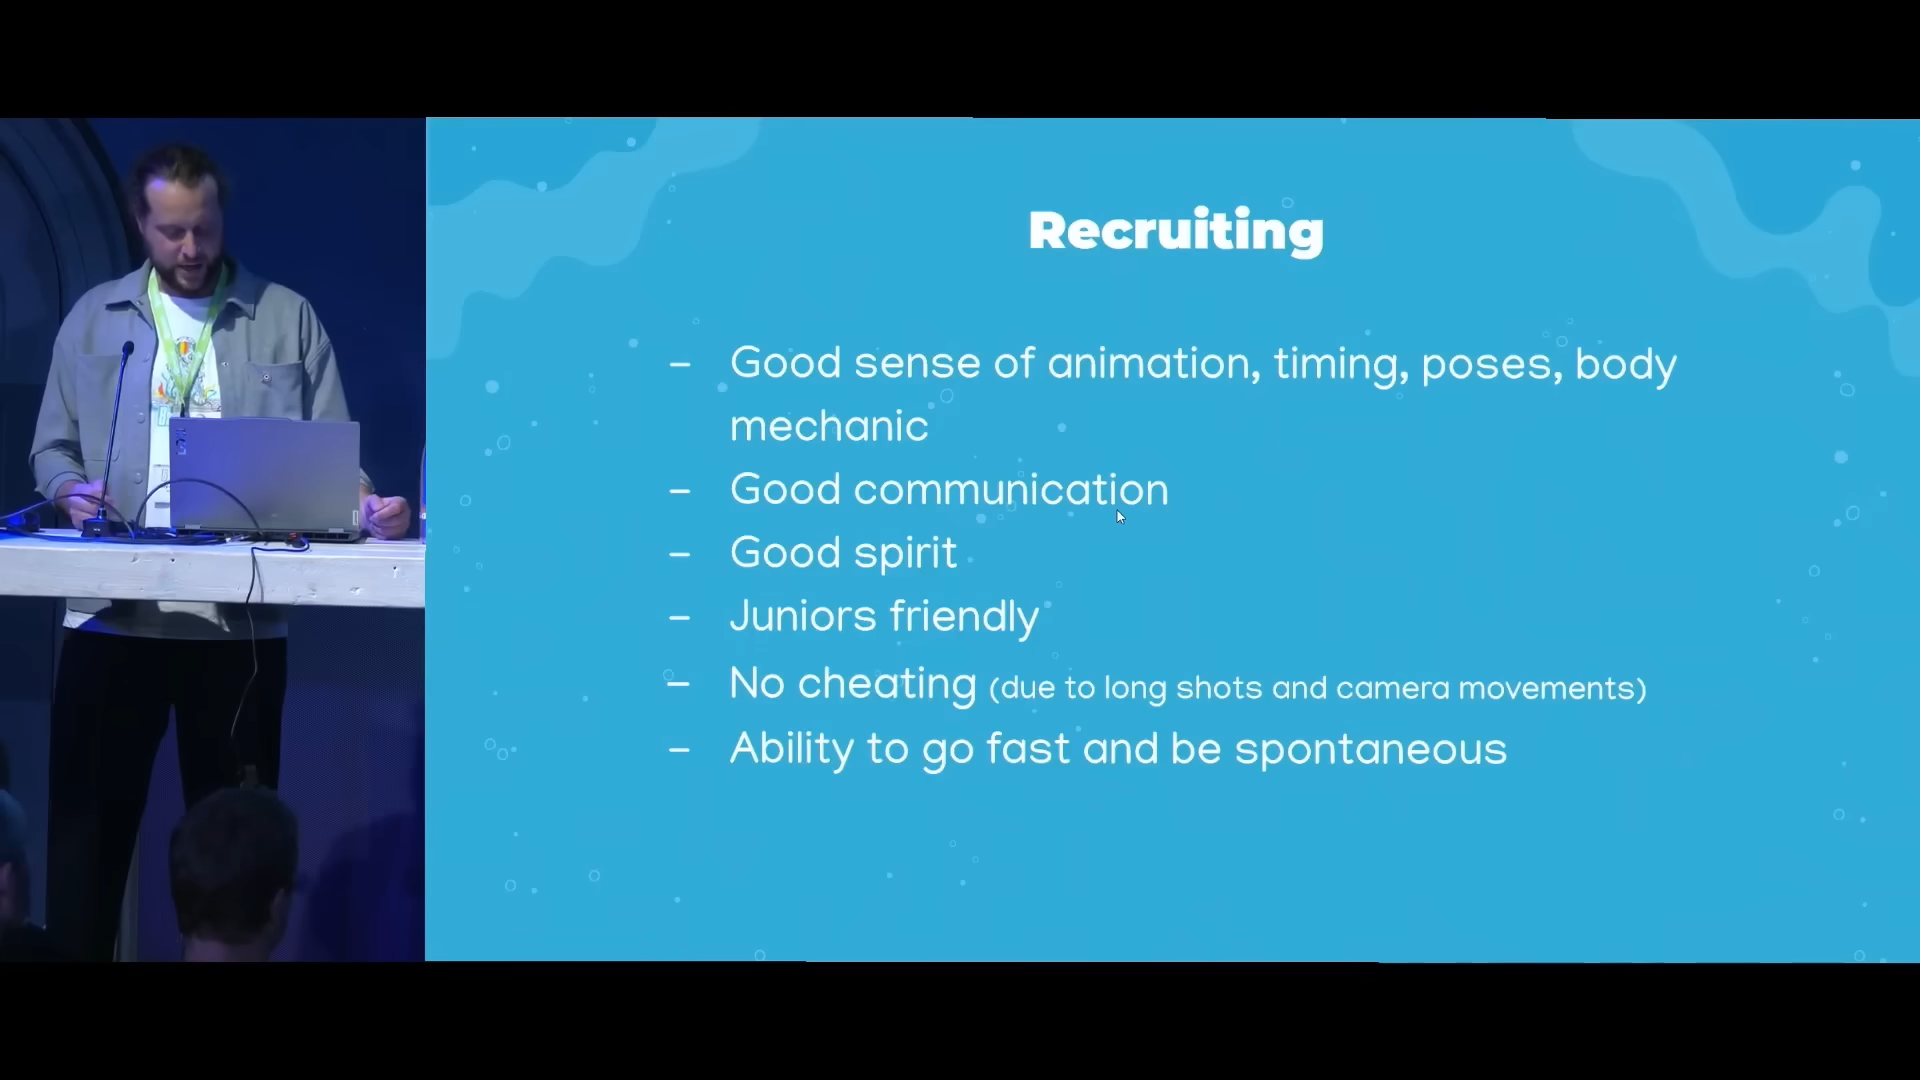 Recruiting
– Good sense of animation, timing, poses, body
mechanic
– Good communication
– Good spirit
– Juniors friendly
– No cheating (due to long shots and camera movements)
– Ability to go fast and be spontaneous